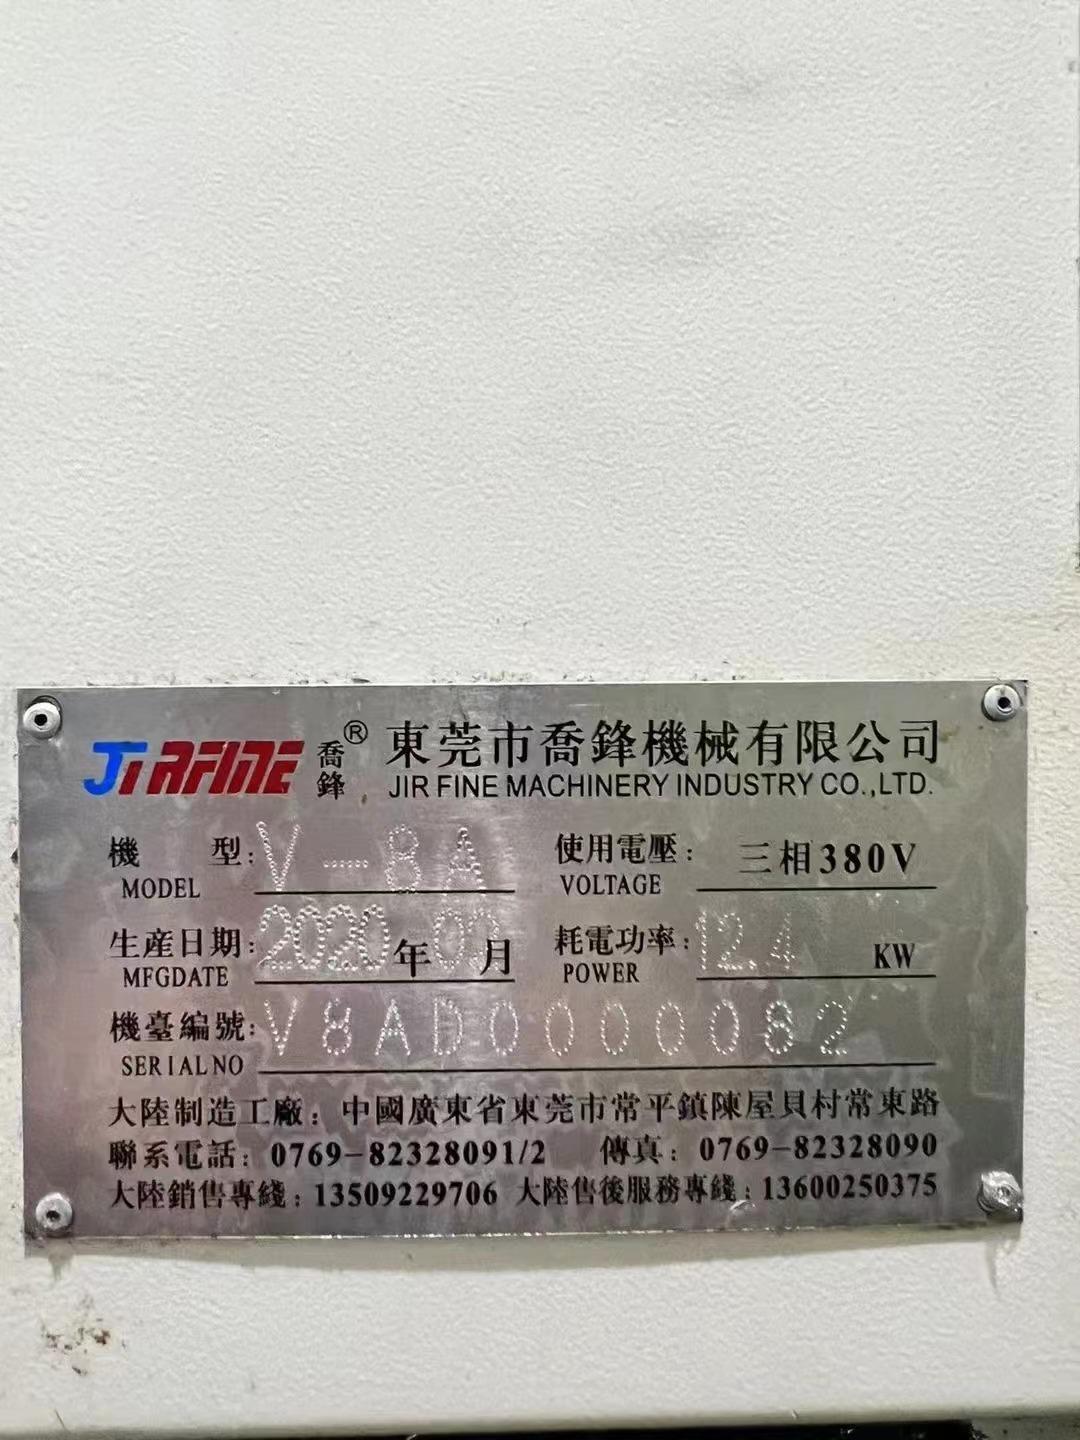 JIRFINE 喬鋒® 東莞市喬鋒機械有限公司
JIR FINE MACHINERY INDUSTRY CO.,LTD.
機 型: V-8A 使用電壓: 三相380V
MODEL VOLTAGE
生産日期: 2020年 月 耗電功率: 12.4 KW
MFGDATE POWER
機臺編號: V8AD0000082
SERIAL NO
大陸制造工廠: 中國廣東省東莞市常平鎮陳屋貝村常東路
聯系電話: 0769-82328091/2 傳真: 0769-82328090
大陸銷售專綫: 13509229706 大陸售後服務專綫: 13600250375